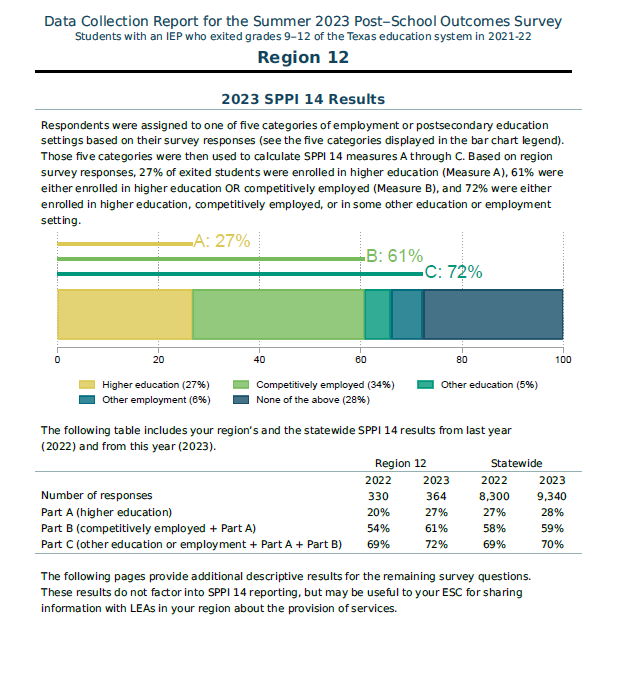 Data Collection Report for the Summer 2023 Post–School Outcomes Survey
Students with an IEP who exited grades 9–12 of the Texas education system in 2021-22
Region 12
2023 SPPI 14 Results
Respondents were assigned to one of five categories of employment or postsecondary education
settings based on their survey responses (see the five categories displayed in the bar chart legend).
Those five categories were then used to calculate SPPI 14 measures A through C. Based on region
survey responses, 27% of exited students were enrolled in higher education (Measure A), 61% were
either enrolled in higher education OR competitively employed (Measure B), and 72% were either
enrolled in higher education, competitively employed, or in some other education or employment
setting.
A: 27%
B: 61%
C: 72%
0 20 40 60 80 100
Higher education (27%) Competitively employed (34%) Other education (5%)
Other employment (6%) None of the above (28%)
The following table includes your region's and the statewide SPPI 14 results from last year
(2022) and from this year (2023).
Region 12 Statewide
2022 2023 2022 2023
Number of responses 330 364 8,300 9,340
Part A (higher education) 20% 27% 27% 28%
Part B (competitively employed + Part A) 54% 61% 58% 59%
Part C (other education or employment + Part A + Part B) 69% 72% 69% 70%
The following pages provide additional descriptive results for the remaining survey questions.
These results do not factor into SPPI 14 reporting, but may be useful to your ESC for sharing
information with LEAs in your region about the provision of services.